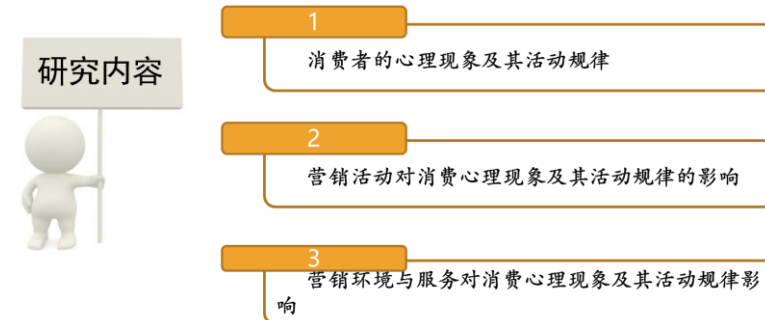 研究内容
1
消费者的心理现象及其活动规律
2
营销活动对消费心理现象及其活动规律的影响
3
营销环境与服务对消费心理现象及其活动规律影
响